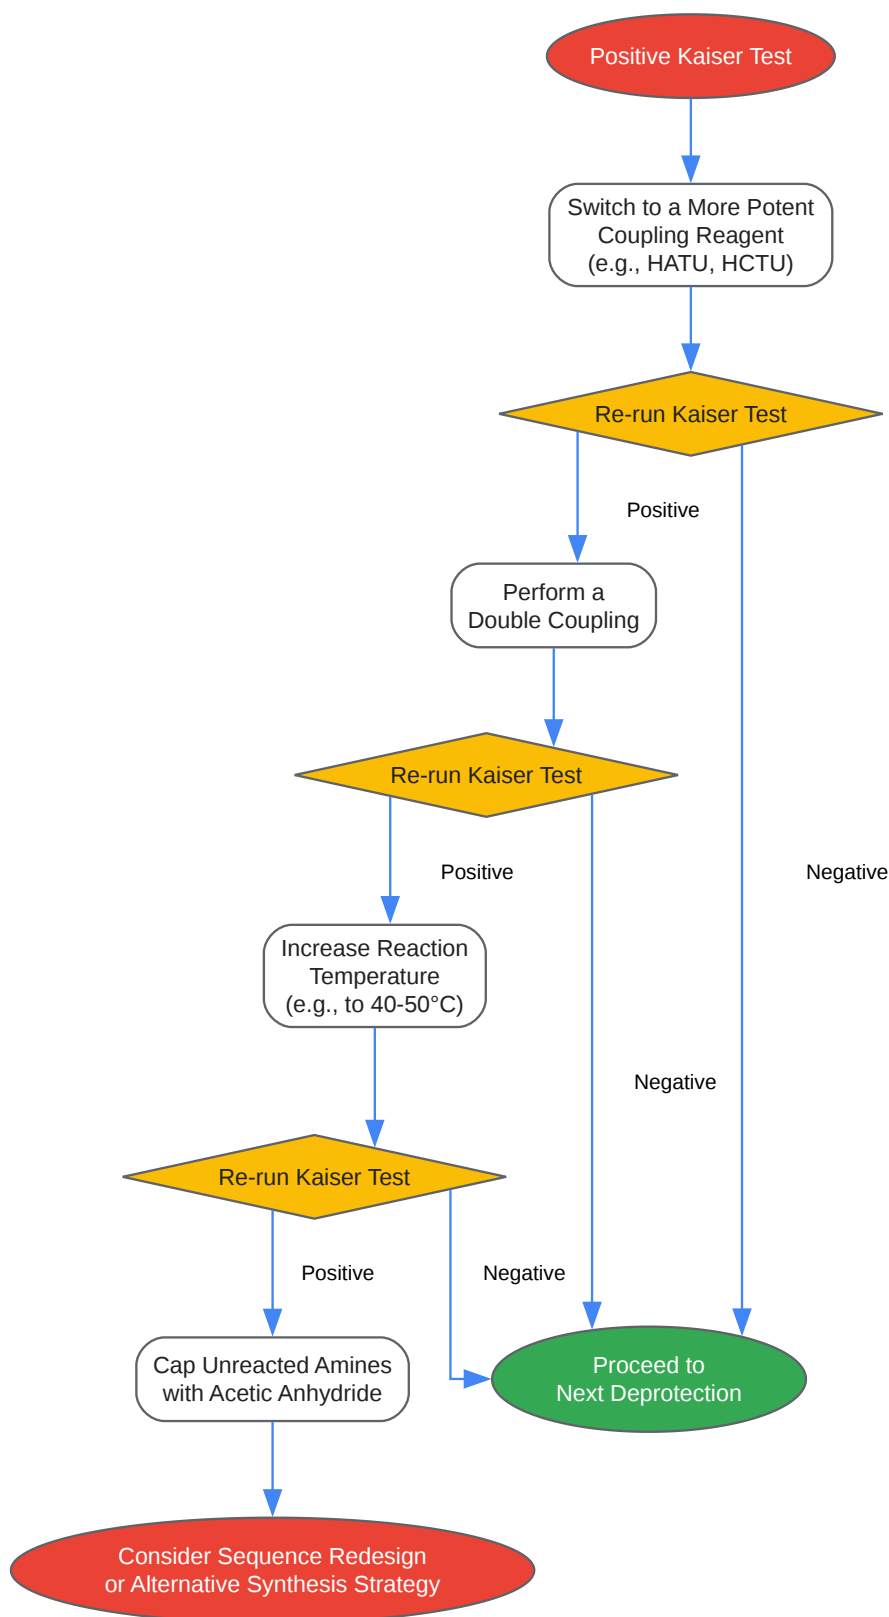 Positive Kaiser Test
Switch to a More Potent
Coupling Reagent
(e.g., HATU, HCTU)
Re-run Kaiser Test
Positive
Perform a
Double Coupling
Re-run Kaiser Test
Positive
Negative
Increase Reaction
Temperature
(e.g., to 40-50°C)
Negative
Re-run Kaiser Test
Positive
Negative
Cap Unreacted Amines
with Acetic Anhydride
Proceed to
Next Deprotection
Consider Sequence Redesign
or Alternative Synthesis Strategy